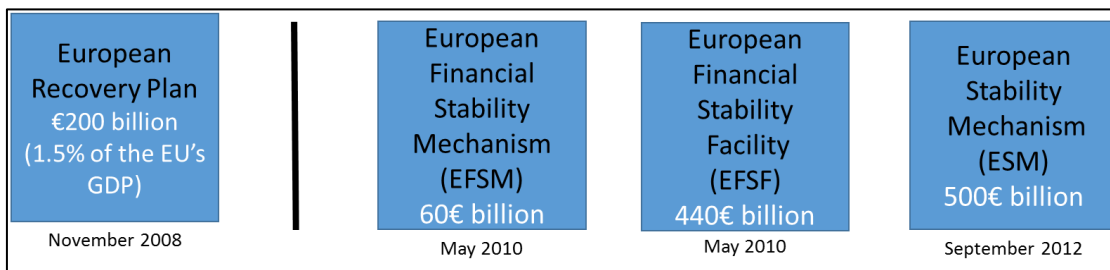 European
Recovery Plan
€200 billion
(1.5% of the EU's
GDP)
November 2008
European
Financial
Stability
Mechanism
(EFSM)
60€ billion
May 2010
European
Financial
Stability
Facility
(EFSF)
440€ billion
May 2010
European
Stability
Mechanism
(ESM)
500€ billion
September 2012